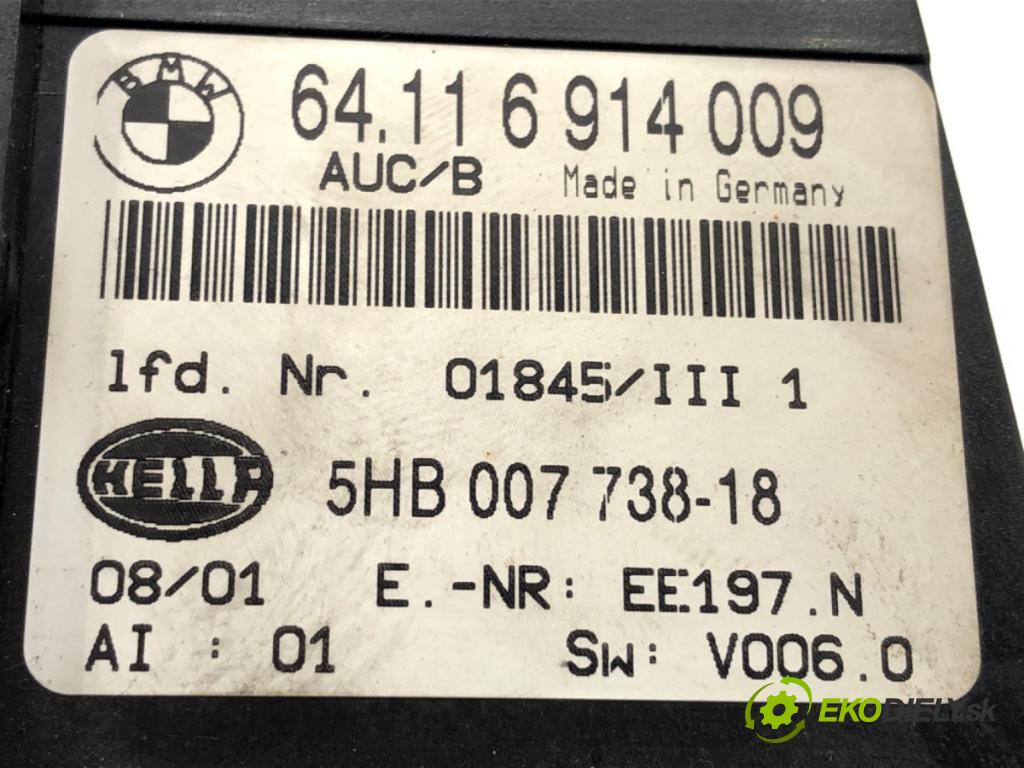 BMW 64.11 6 914 009
AUC/B Made in Germany
lfd. Nr. 01845/III 1
HELLA 5HB 007 738-18
08/01 E.-NR: EE197.N
AI : 01 Sw: V006.0
EKODIELY.sk